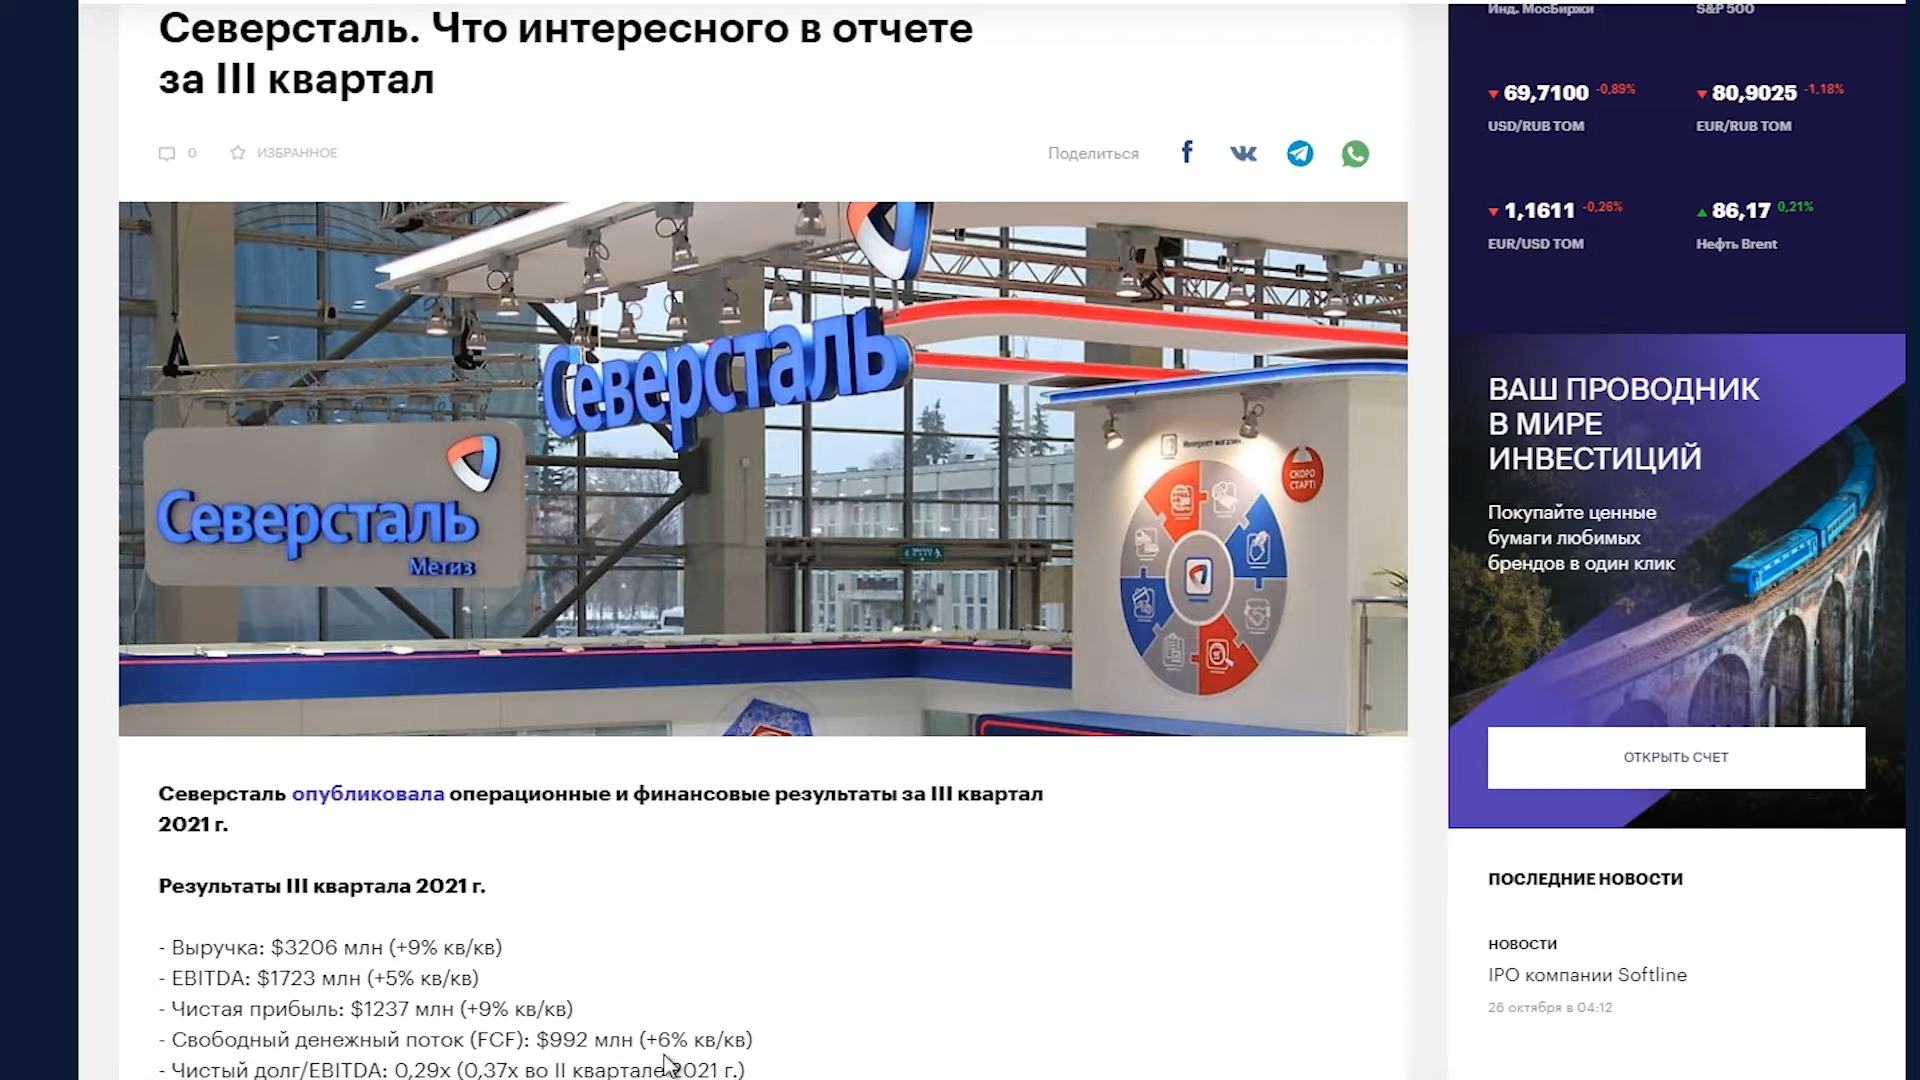 Северсталь. Что интересного в отчете
за III квартал
0
ИЗБРАННОЕ
Поделиться
Северсталь
Северсталь
Метиз
Интернет-магазин
СКОРО
СТАРТ!
Северсталь опубликовала операционные и финансовые результаты за III квартал
2021 г.
Результаты III квартала 2021 г.
- Выручка: $3206 млн (+9% кв/кв)
- EBITDA: $1723 млн (+5% кв/кв)
- Чистая прибыль: $1237 млн (+9% кв/кв)
- Свободный денежный поток (FCF): $992 млн (+6% кв/кв)
- Чистый долг/EBITDA: 0,29х (0,37х во II квартале 2021 г.)
Инд. МосБиржи
S&P 500
69,7100 -0,89%
USD/RUB TOM
80,9025 -1,18%
EUR/RUB TOM
1,1611 -0,26%
EUR/USD TOM
86,17 0,21%
Нефть Brent
ВАШ ПРОВОДНИК
В МИРЕ
ИНВЕСТИЦИЙ
Покупайте ценные
бумаги любимых
брендов в один клик
ОТКРЫТЬ СЧЕТ
ПОСЛЕДНИЕ НОВОСТИ
НОВОСТИ
IPO компании Softline
26 октября в 04:12